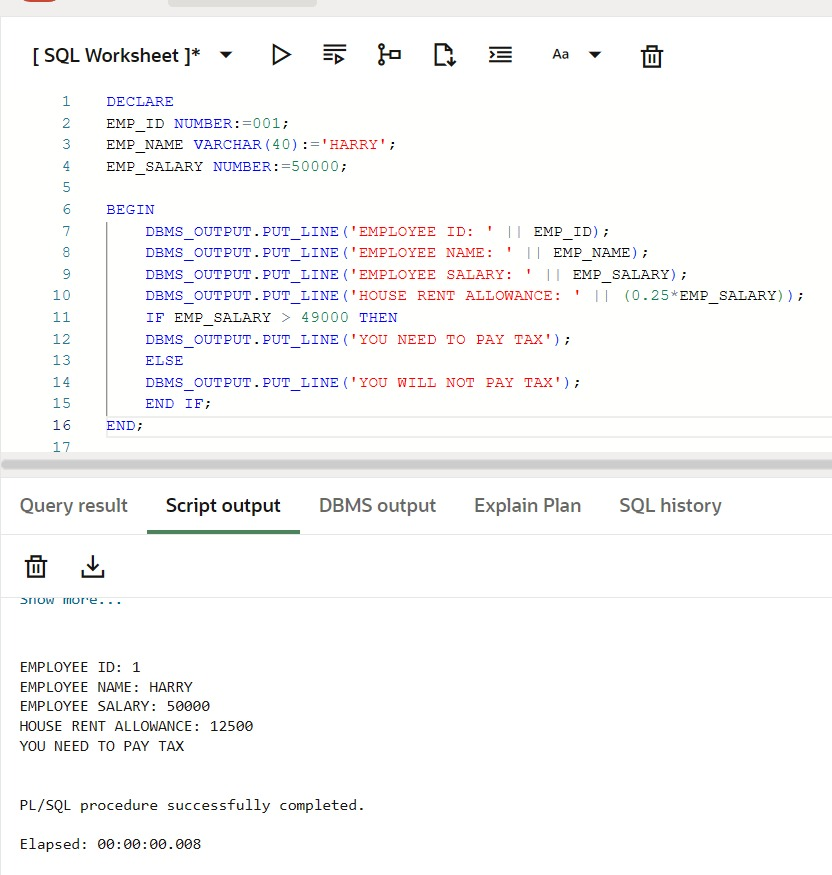 [ SQL Worksheet ]* Aa
1 DECLARE
2 EMP_ID NUMBER:=001;
3 EMP_NAME VARCHAR(40):='HARRY';
4 EMP_SALARY NUMBER:=50000;
5
6 BEGIN
7 DBMS_OUTPUT.PUT_LINE('EMPLOYEE ID: ' || EMP_ID);
8 DBMS_OUTPUT.PUT_LINE('EMPLOYEE NAME: ' || EMP_NAME);
9 DBMS_OUTPUT.PUT_LINE('EMPLOYEE SALARY: ' || EMP_SALARY);
10 DBMS_OUTPUT.PUT_LINE('HOUSE RENT ALLOWANCE: ' || (0.25*EMP_SALARY));
11 IF EMP_SALARY > 49000 THEN
12 DBMS_OUTPUT.PUT_LINE('YOU NEED TO PAY TAX');
13 ELSE
14 DBMS_OUTPUT.PUT_LINE('YOU WILL NOT PAY TAX');
15 END IF;
16 END;
17
Query result Script output DBMS output Explain Plan SQL history
Show more...
EMPLOYEE ID: 1
EMPLOYEE NAME: HARRY
EMPLOYEE SALARY: 50000
HOUSE RENT ALLOWANCE: 12500
YOU NEED TO PAY TAX
PL/SQL procedure successfully completed.
Elapsed: 00:00:00.008